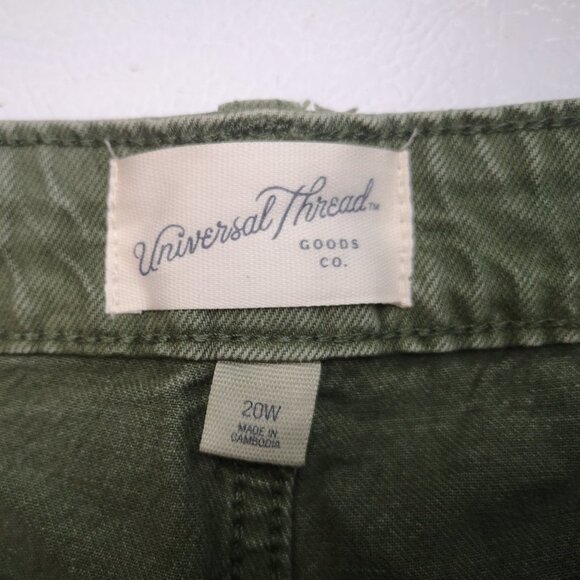 Universal Thread™
GOODS
CO.
20W
MADE IN
CAMBODIA